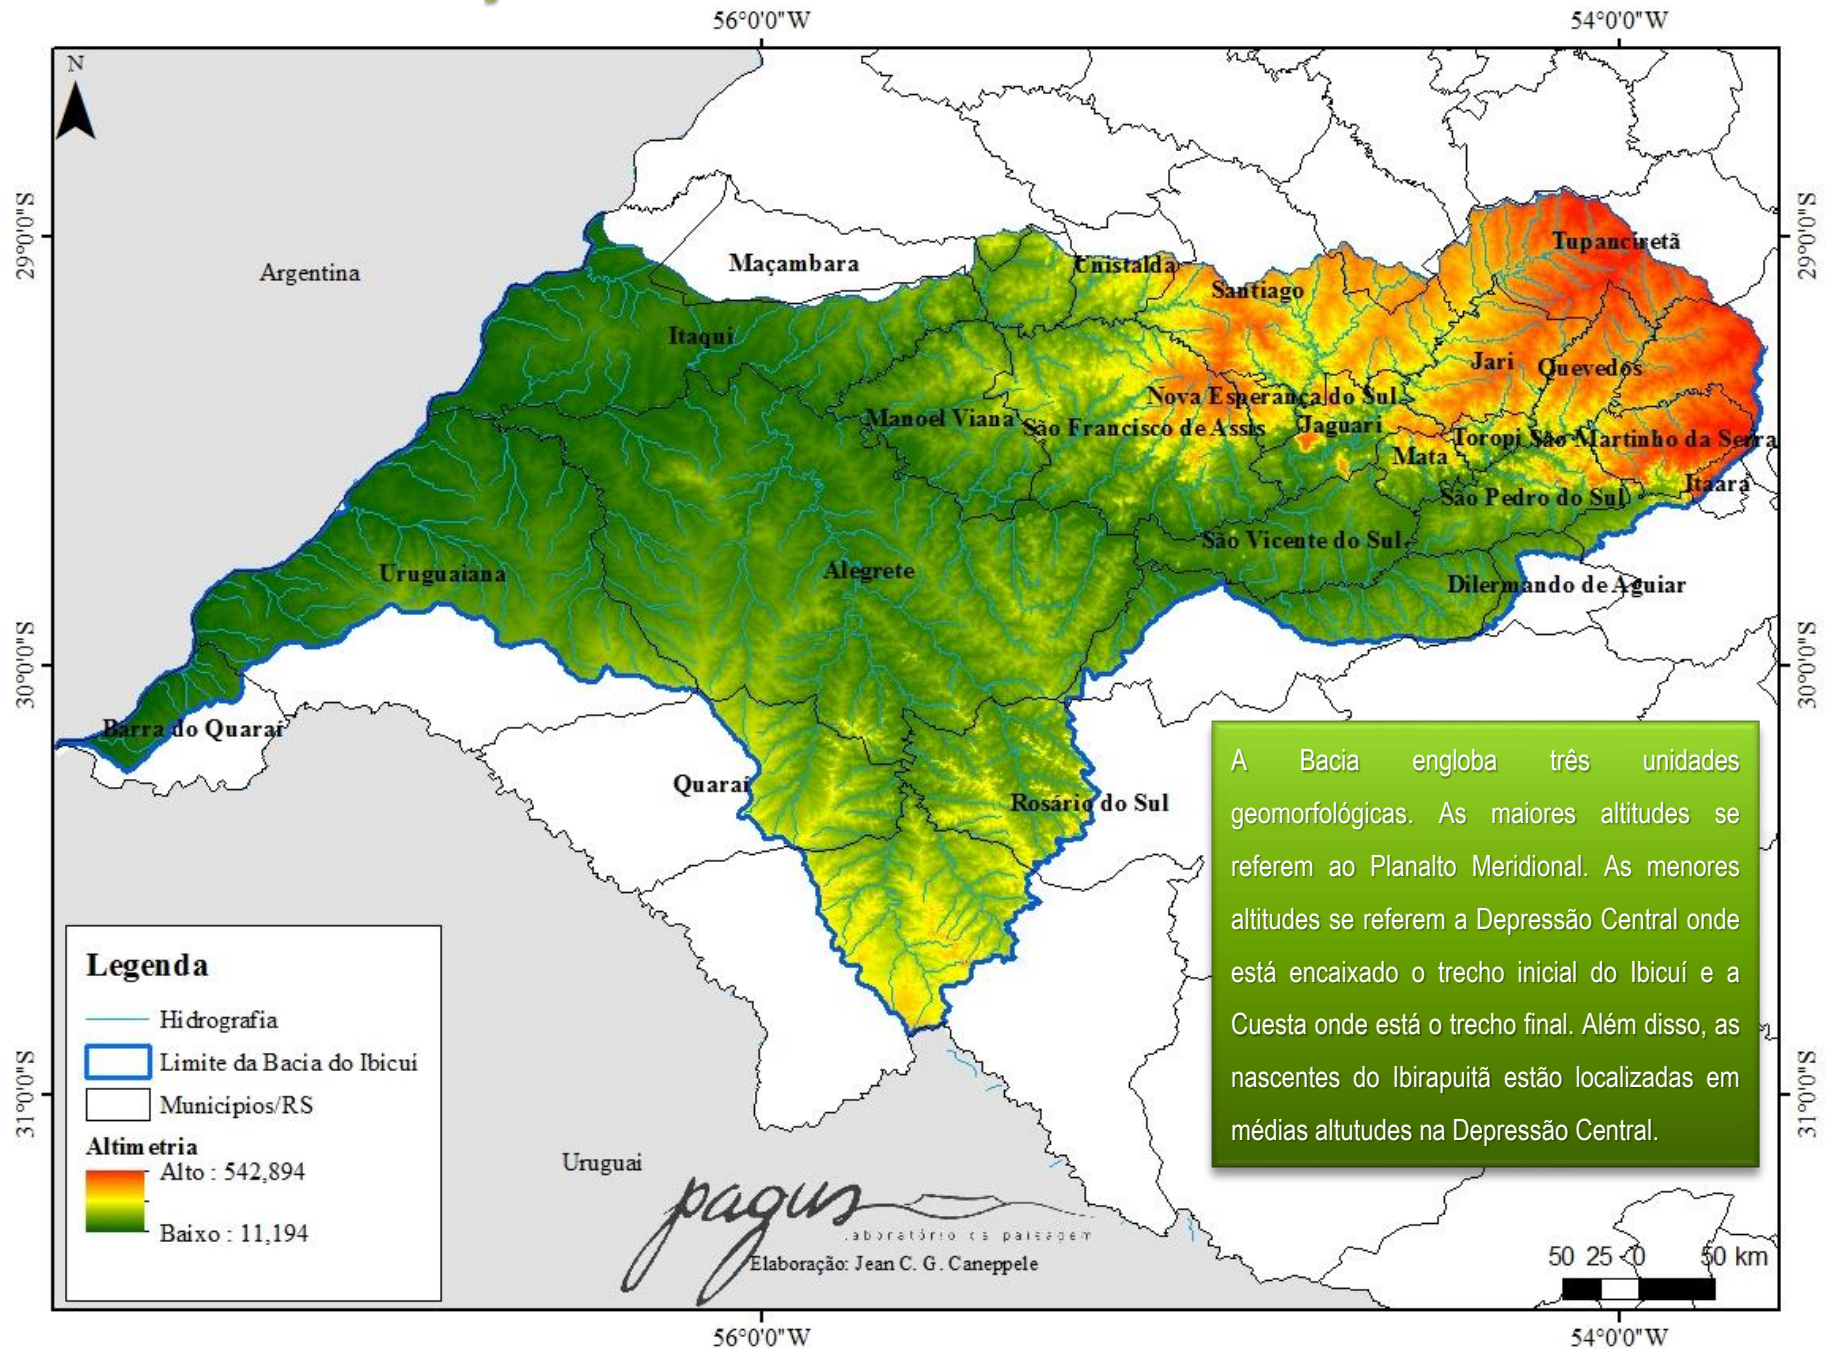 56°0'0"W
54°0'0"W
N
29°0'0"S
29°0'0"S
Argentina
Maçambara
Unistalda
Tupanciretã
Santiago
Itaqui
Jari
Quevedos
Nova Esperança do Sul
Manoel Viana
São Francisco de Assis
Jaguari
Toropi
São Martinho da Serra
Mata
Itaara
São Pedro do Sul
São Vicente do Sul
Uruguaiana
Alegrete
Dilermando de Aguiar
30°0'0"S
30°0'0"S
Barra do Quaraí
Quaraí
Rosário do Sul
A Bacia engloba três unidades
geomorfológicas. As maiores altitudes se
referem ao Planalto Meridional. As menores
altitudes se referem a Depressão Central onde
está encaixado o trecho inicial do Ibicuí e a
Cuesta onde está o trecho final. Além disso, as
nascentes do Ibirapuitã estão localizadas em
médias altutudes na Depressão Central.
Legenda
Hidrografia
Limite da Bacia do Ibicuí
Municípios/RS
Altimetria
Alto : 542,894
Baixo : 11,194
31°0'0"S
31°0'0"S
Uruguai
pagus
laboratório da paisagem
Elaboração: Jean C. G. Caneppele
50 25 0 50 km
56°0'0"W
54°0'0"W